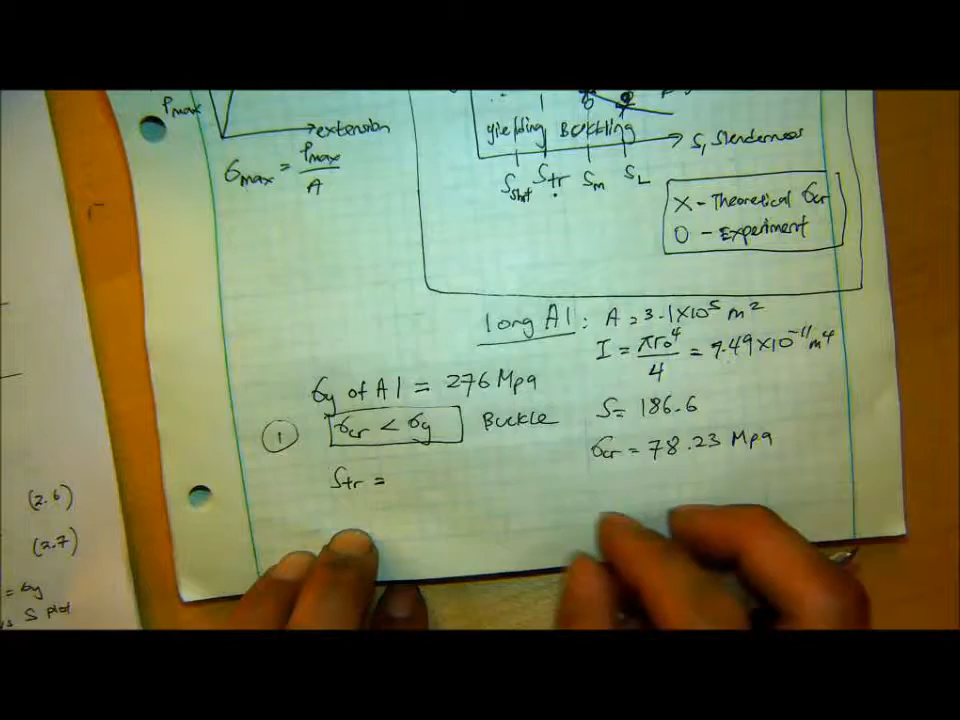 Pmax
extension
σmax = Pmax / A
yielding Buckling
S, Slenderness
Sshrt Str Sm SL
X - Theoretical σcr
O - Experiment
long Al : A = 3.1X10^5 m^2
I = πr0^4 / 4 = 9.49X10^-11 m^4
σy of Al = 276 Mpa
① σcr < σy Buckle
S = 186.6
σcr = 78.23 Mpa
Str =
(2.6)
(2.7)
= σy
vs S plot